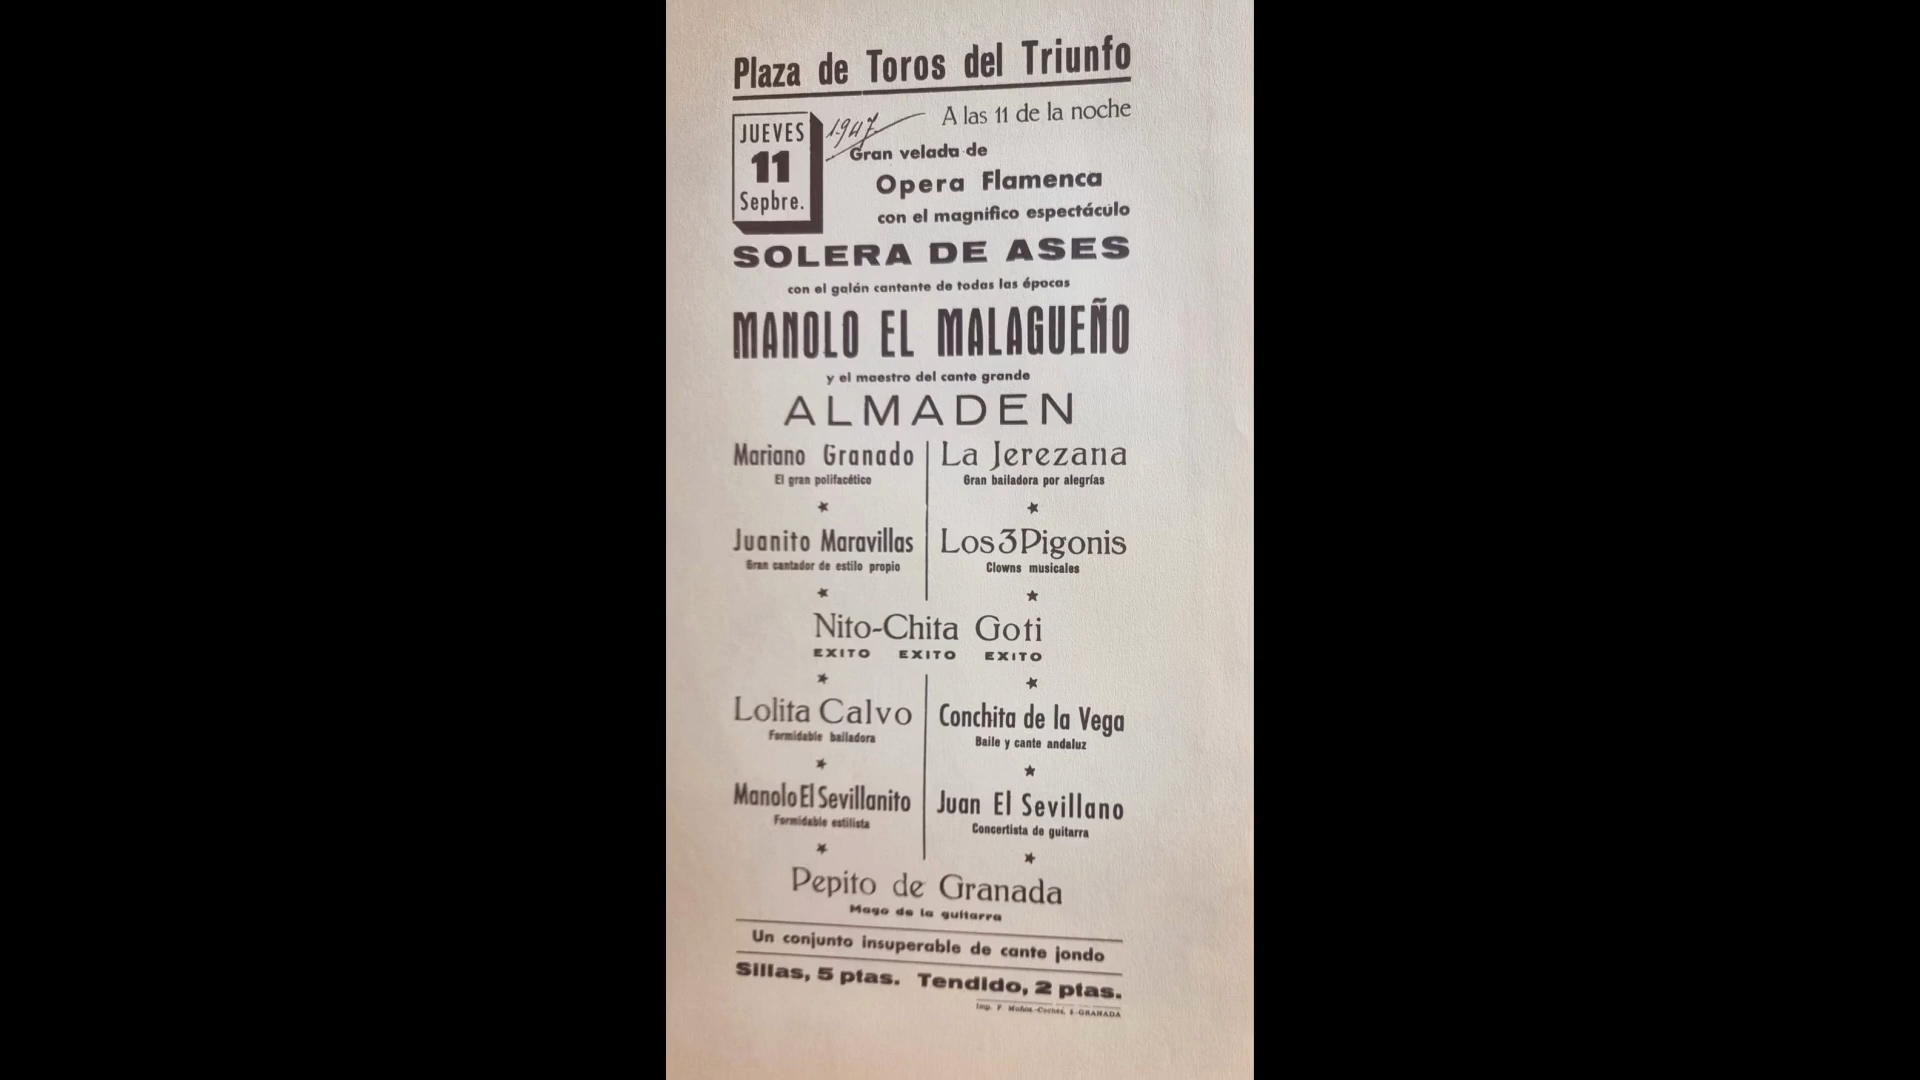 Plaza de Toros del Triunfo
JUEVES
11
Sepbre.
1947
A las 11 de la noche
Gran velada de
Opera Flamenca
con el magnifico espectáculo
SOLERA DE ASES
con el galán cantante de todas las épocas
MANOLO EL MALAGUEÑO
y el maestro del cante grande
ALMADEN
Mariano Granado
El gran polifacético
La Jerezana
Gran bailadora por alegrías
Juanito Maravillas
Gran cantador de estilo propio
Los 3 Pigonis
Clowns musicales
Nito-Chita Goti
EXITO EXITO EXITO
Lolita Calvo
Formidable bailadora
Conchita de la Vega
Baile y cante andaluz
Manolo El Sevillanito
Formidable estilista
Juan El Sevillano
Concertista de guitarra
Pepito de Granada
Mago de la guitarra
Un conjunto insuperable de cante jondo
Sillas, 5 ptas. Tendido, 2 ptas.
Imp. F. Muñoz.-GRANADA